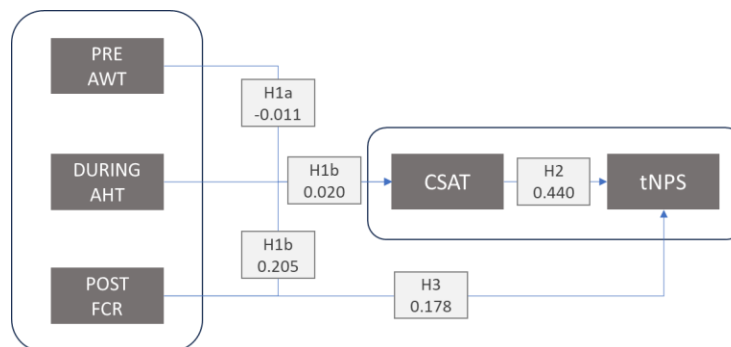 PRE
AWT
H1a
-0.011
DURING
AHT
H1b
0.020
CSAT
H2
0.440
tNPS
H1b
0.205
POST
FCR
H3
0.178